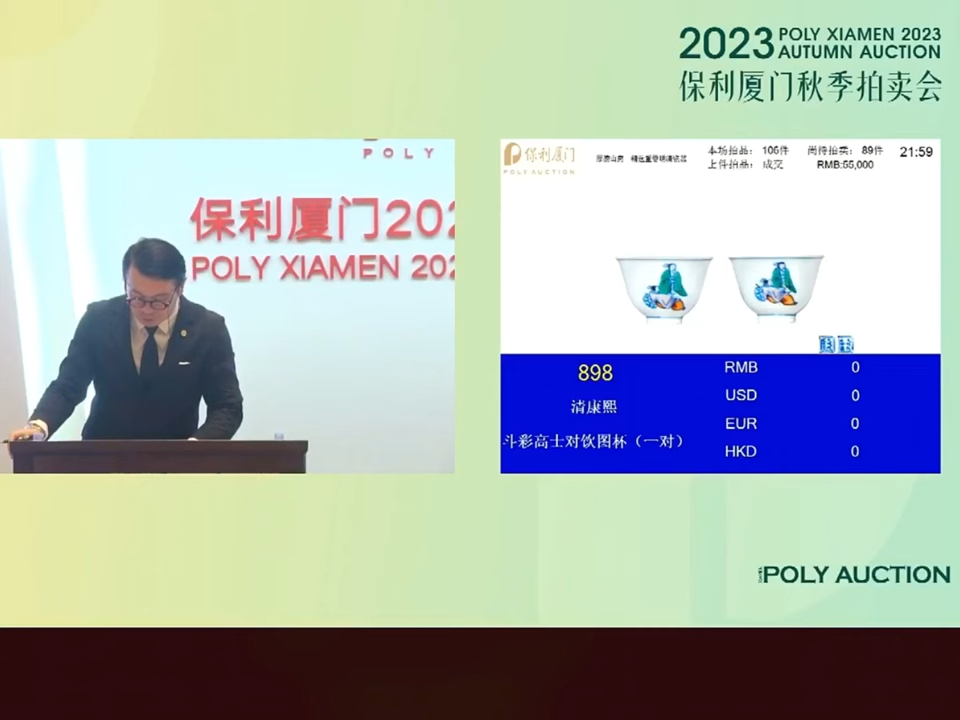 2023 POLY XIAMEN 2023
AUTUMN AUCTION
保利厦门秋季拍卖会
POLY
保利厦门202
POLY XIAMEN 202
保利厦门
POLY AUCTION
本场拍品: 106件
尚待拍卖: 89件
21:59
上件拍品: 成交
RMB:55,000
898
清康熙
斗彩高士对饮图杯（一对）
RMB 0
USD 0
EUR 0
HKD 0
POLY AUCTION